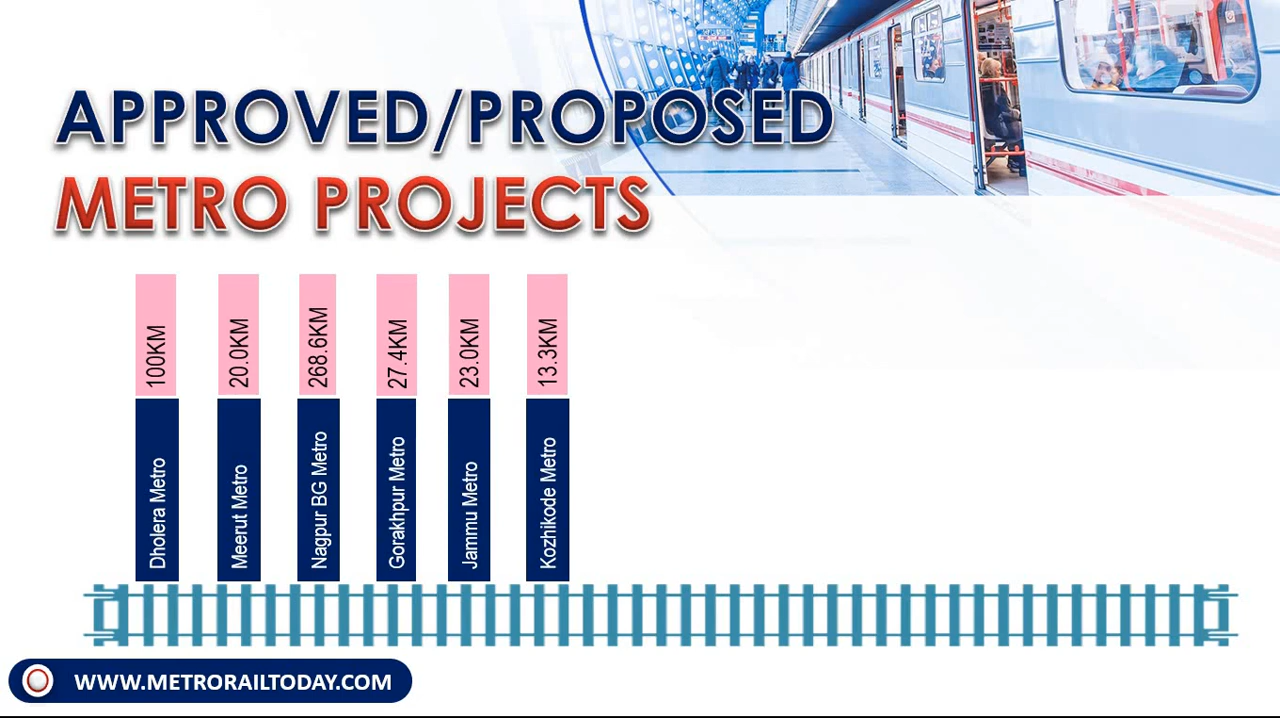 APPROVED/PROPOSED
METRO PROJECTS
100KM
20.0KM
268.6KM
27.4KM
23.0KM
13.3KM
Dholera Metro
Meerut Metro
Nagpur BG Metro
Gorakhpur Metro
Jammu Metro
Kozhikode Metro
WWW.METRORAILTODAY.COM